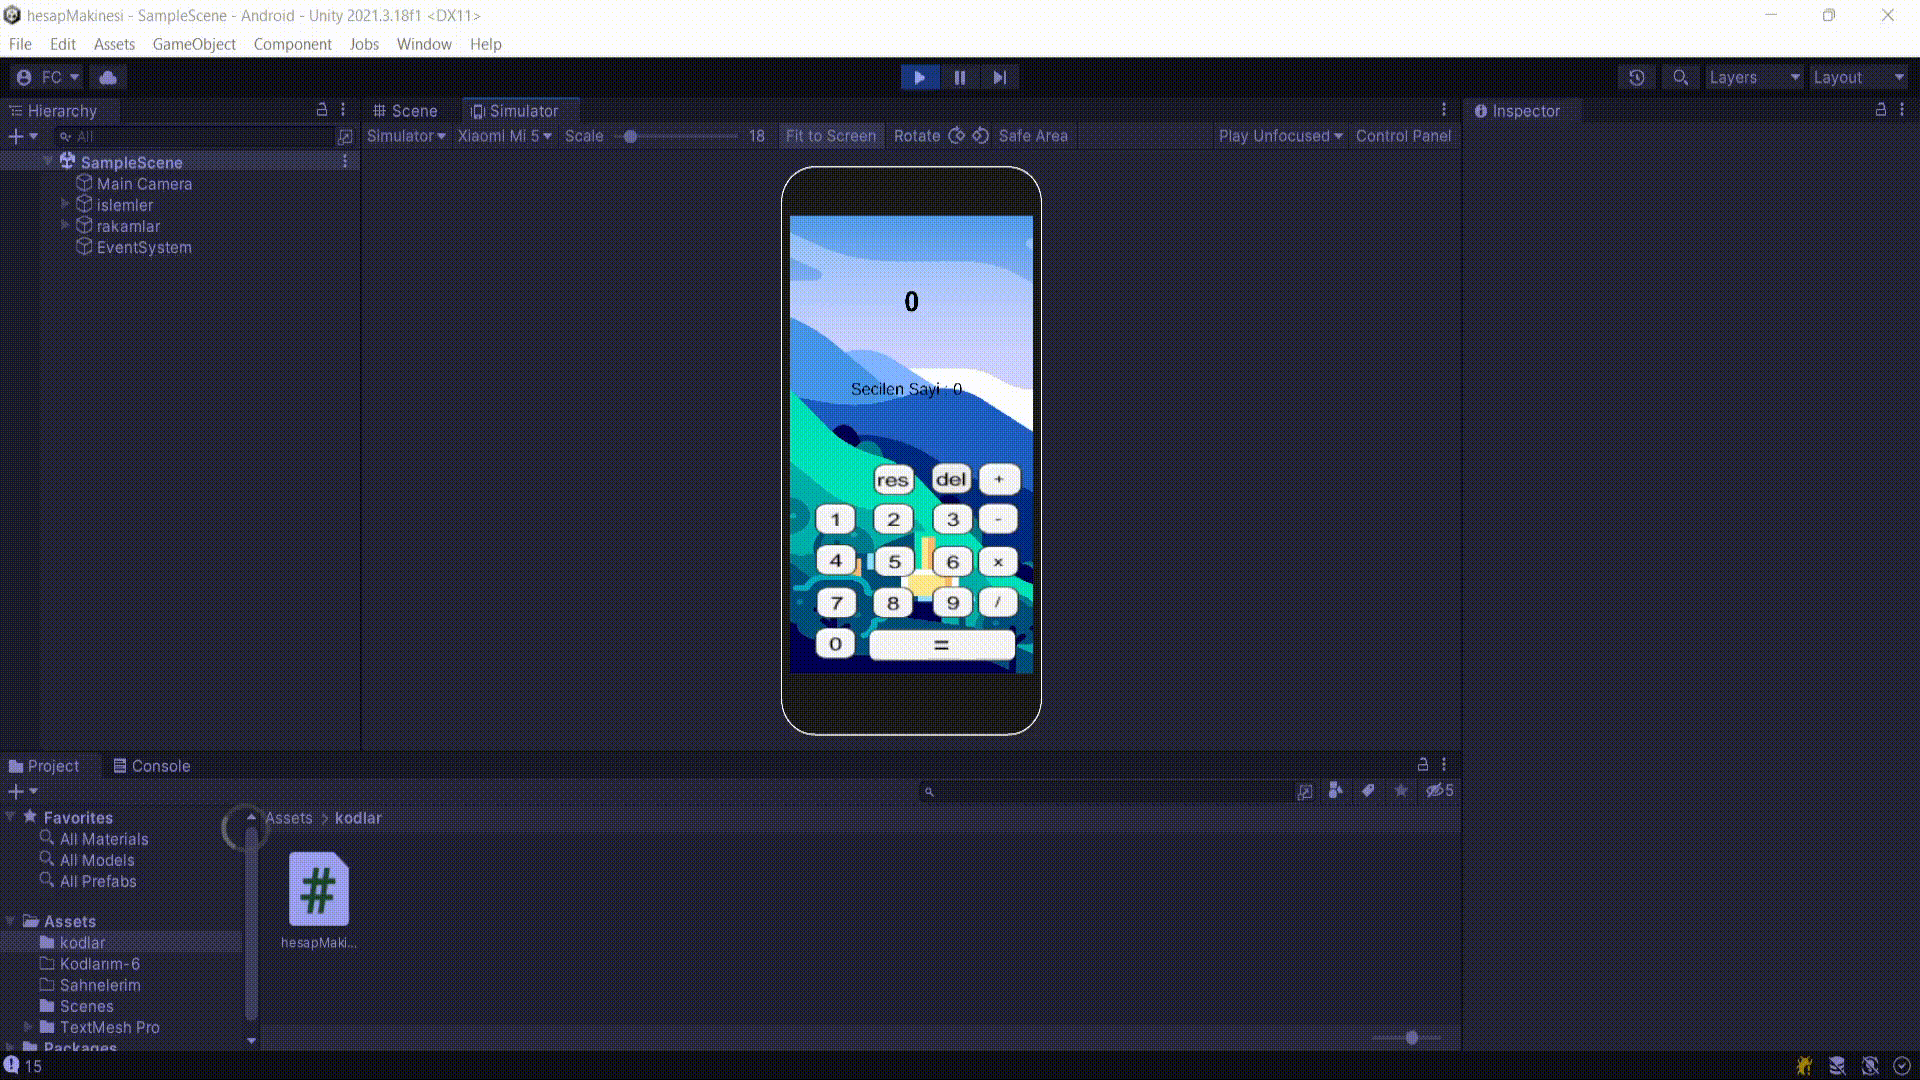 hesapMakinesi - SampleScene - Android - Unity 2021.3.18f1 <DX11>
File Edit Assets GameObject Component Jobs Window Help
FC Layers Layout
Hierarchy Scene Simulator Inspector
All Simulator Xiaomi Mi 5 Scale 18 Fit to Screen Rotate Safe Area Play Unfocused Control Panel
SampleScene
Main Camera
islemler
rakamlar
EventSystem
0
Secilen Sayi : 0
res del +
1 2 3 -
4 5 6 x
7 8 9 /
0 =
Project Console
5
Favorites
Assets > kodlar
All Materials
All Models
All Prefabs
Assets
kodlar
hesapMaki...
Kodlarım-6
Sahnelerim
Scenes
TextMesh Pro
Packages
15